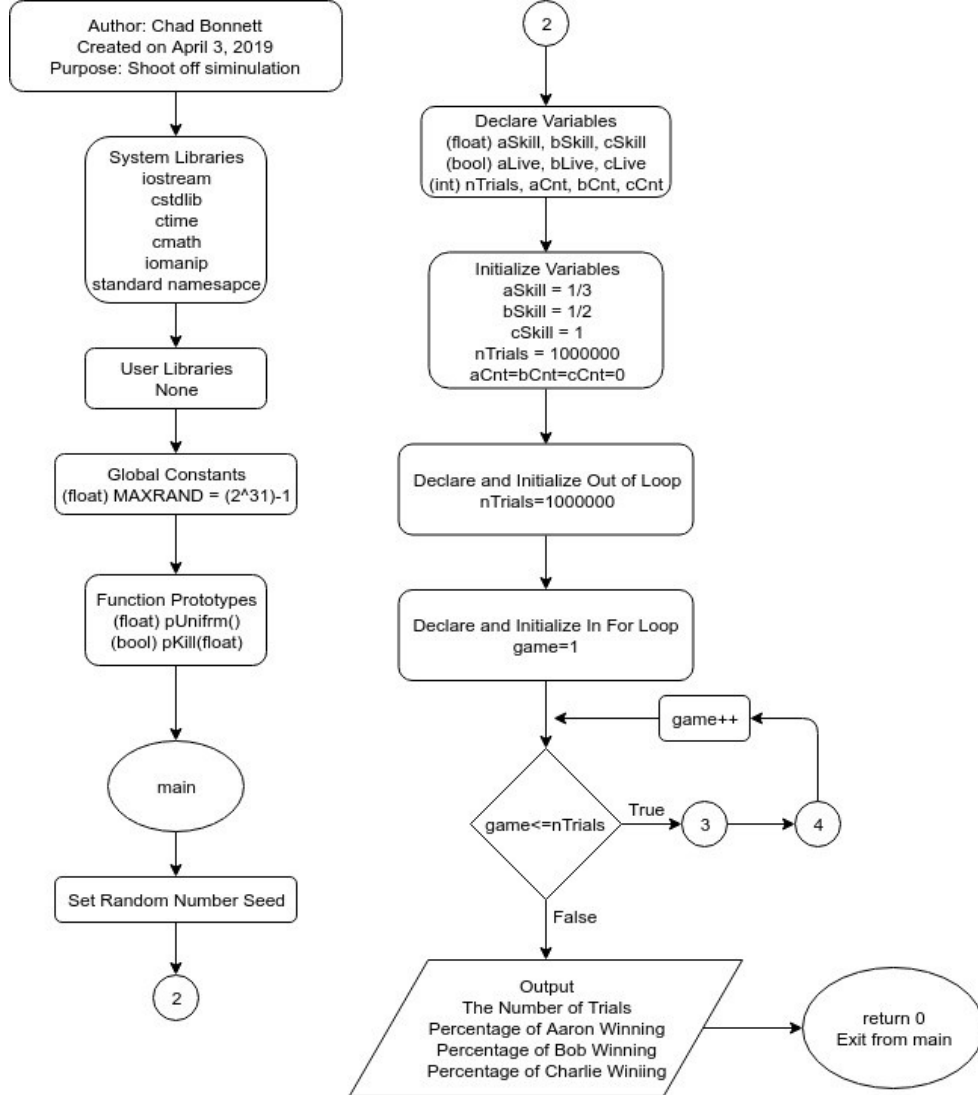 Author: Chad Bonnett
Created on April 3, 2019
Purpose: Shoot off siminulation
System Libraries
iostream
cstdlib
ctime
cmath
iomanip
standard namesapce
User Libraries
None
Global Constants
(float) MAXRAND = (2^31)-1
Function Prototypes
(float) pUnifrm()
(bool) pKill(float)
main
Set Random Number Seed
2
2
Declare Variables
(float) aSkill, bSkill, cSkill
(bool) aLive, bLive, cLive
(int) nTrials, aCnt, bCnt, cCnt
Initialize Variables
aSkill = 1/3
bSkill = 1/2
cSkill = 1
nTrials = 1000000
aCnt=bCnt=cCnt=0
Declare and Initialize Out of Loop
nTrials=1000000
Declare and Initialize In For Loop
game=1
game++
game<=nTrials
True
3
4
False
Output
The Number of Trials
Percentage of Aaron Winning
Percentage of Bob Winning
Percentage of Charlie Winiing
return 0
Exit from main